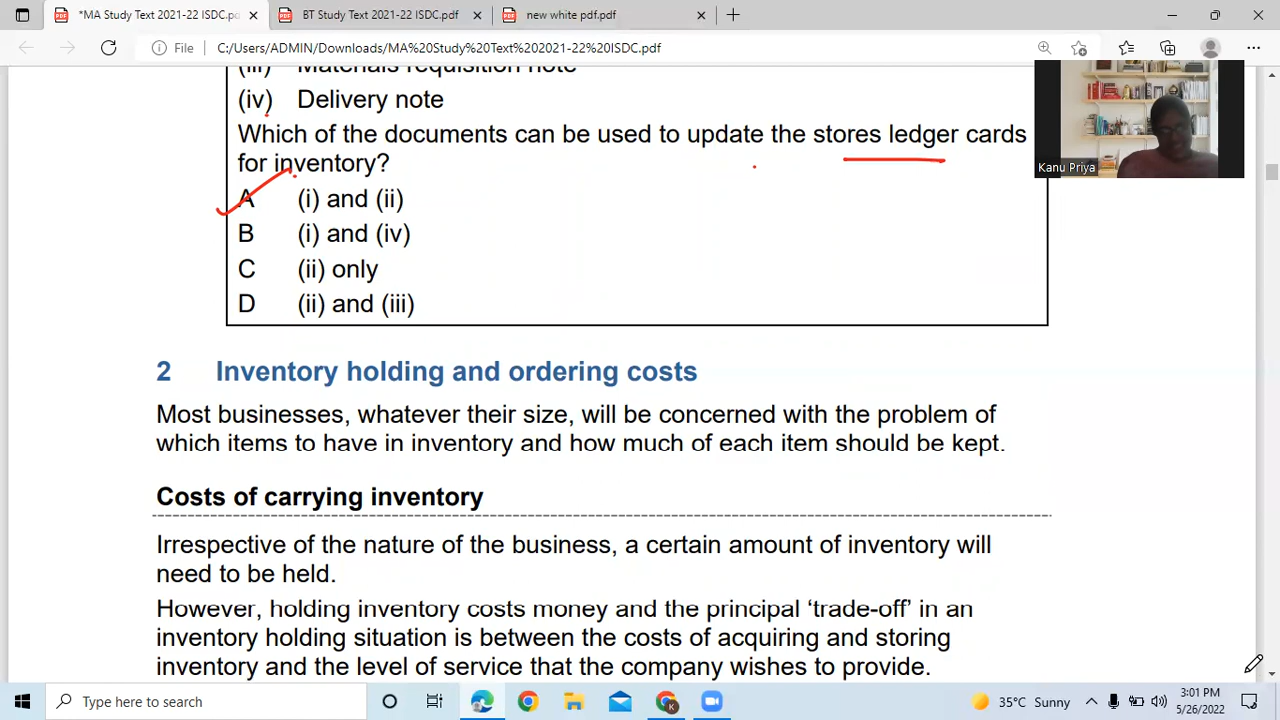 *MA Study Text 2021-22 ISDC.pd
BT Study Text 2021-22 ISDC.pdf
new white pdf.pdf
File
C:/Users/ADMIN/Downloads/MA%20Study%20Text%202021-22%20ISDC.pdf
(iii) Materials requisition note
(iv) Delivery note
Which of the documents can be used to update the stores ledger cards
for inventory?
A (i) and (ii)
B (i) and (iv)
C (ii) only
D (ii) and (iii)
Kanu Priya
2 Inventory holding and ordering costs
Most businesses, whatever their size, will be concerned with the problem of
which items to have in inventory and how much of each item should be kept.
Costs of carrying inventory
Irrespective of the nature of the business, a certain amount of inventory will
need to be held.
However, holding inventory costs money and the principal ‘trade-off’ in an
inventory holding situation is between the costs of acquiring and storing
inventory and the level of service that the company wishes to provide.
Type here to search
35°C Sunny
3:01 PM
5/26/2022